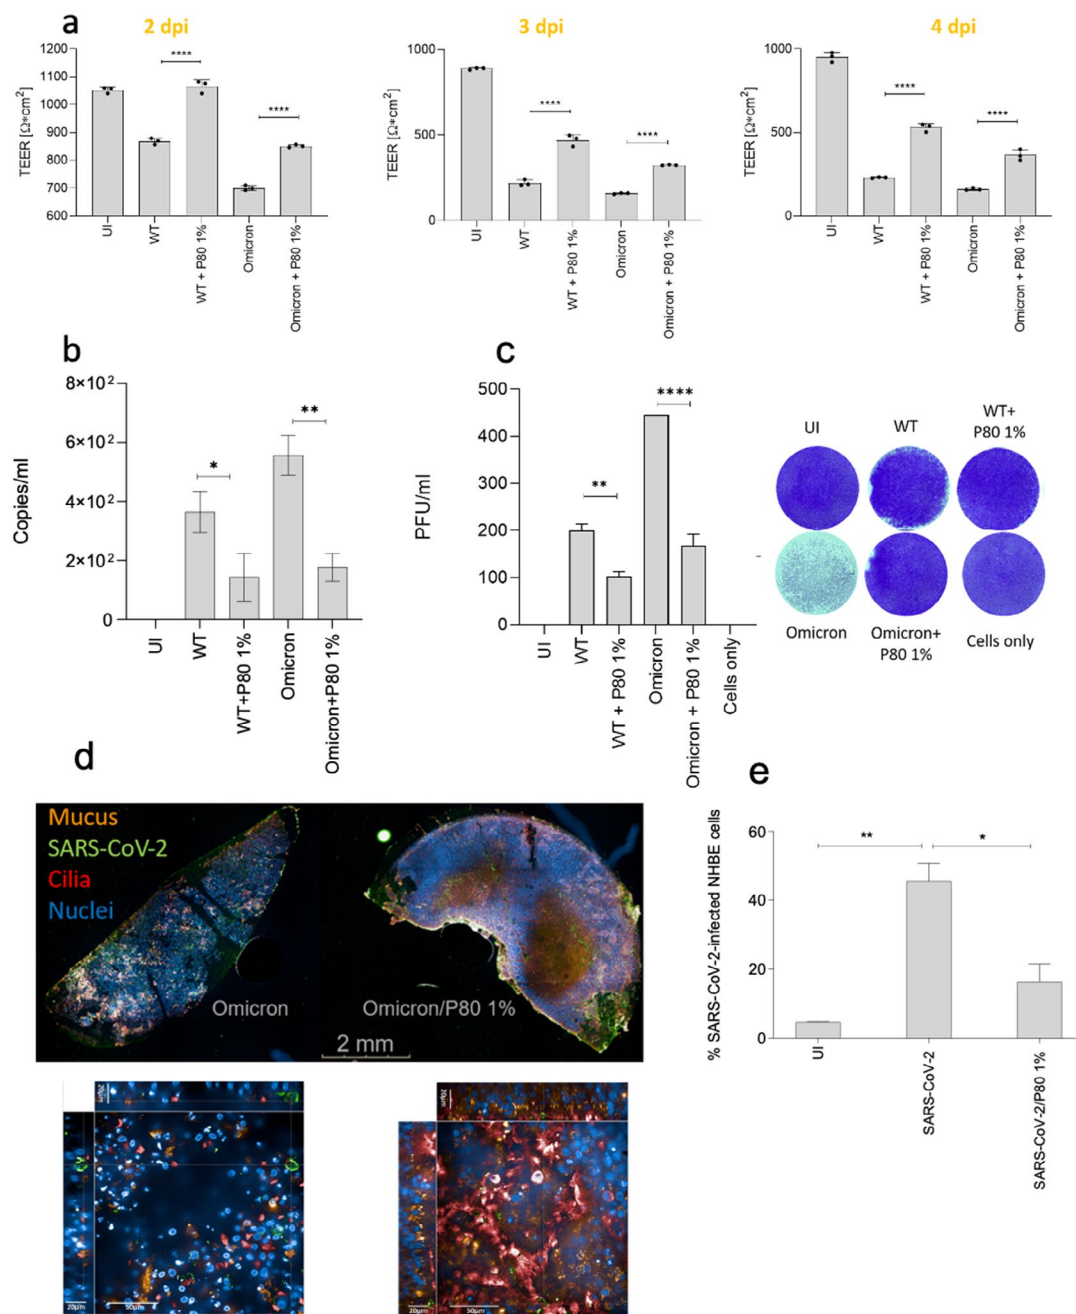 a
2 dpi
3 dpi
4 dpi
TEER [Ω*cm²]
1200
1100
1000
900
800
700
600
****
****
UI
WT
WT + P80 1%
Omicron
Omicron + P80 1%
TEER [Ω*cm²]
1000
500
0
****
****
UI
WT
WT + P80 1%
Omicron
Omicron + P80 1%
TEER [Ω*cm²]
1000
500
0
****
****
UI
WT
WT + P80 1%
Omicron
Omicron + P80 1%
b
Copies/ml
8×10²
6×10²
4×10²
2×10²
0
*
**
UI
WT
WT+P80 1%
Omicron
Omicron+P80 1%
c
PFU/ml
500
400
300
200
100
0
**
****
UI
WT
WT + P80 1%
Omicron
Omicron + P80 1%
Cells only
UI
WT
WT+
P80 1%
Omicron
Omicron+
P80 1%
Cells only
d
Mucus
SARS-CoV-2
Cilia
Nuclei
Omicron
Omicron/P80 1%
2 mm
20µm
20µm
50µm
20µm
20µm
50µm
e
% SARS-CoV-2-infected NHBE cells
60
40
20
0
**
*
UI
SARS-CoV-2
SARS-CoV-2/P80 1%